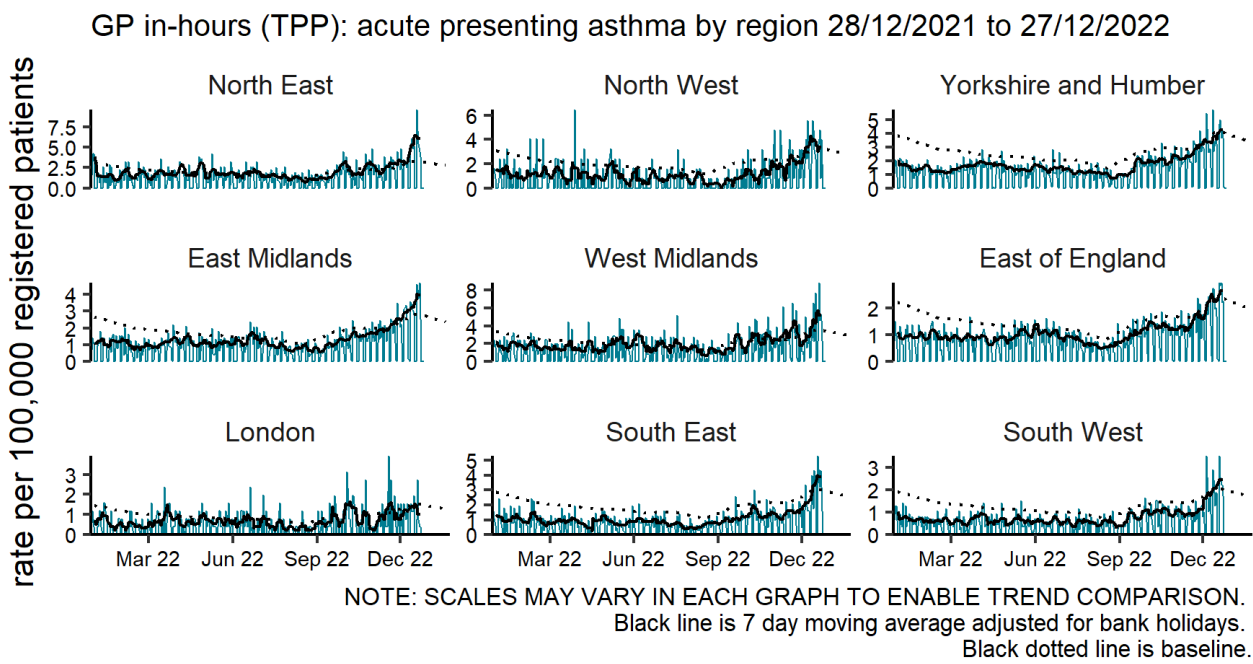 GP in-hours (TPP): acute presenting asthma by region 28/12/2021 to 27/12/2022
rate per 100,000 registered patients
North East
7.5
5.0
2.5
0.0
North West
6
4
2
0
Yorkshire and Humber
5
4
3
2
1
0
East Midlands
4
3
2
1
0
West Midlands
8
6
4
2
0
East of England
2
1
0
London
3
2
1
0
South East
5
4
3
2
1
0
South West
3
2
1
0
Mar 22 Jun 22 Sep 22 Dec 22
Mar 22 Jun 22 Sep 22 Dec 22
Mar 22 Jun 22 Sep 22 Dec 22
NOTE: SCALES MAY VARY IN EACH GRAPH TO ENABLE TREND COMPARISON.
Black line is 7 day moving average adjusted for bank holidays.
Black dotted line is baseline.